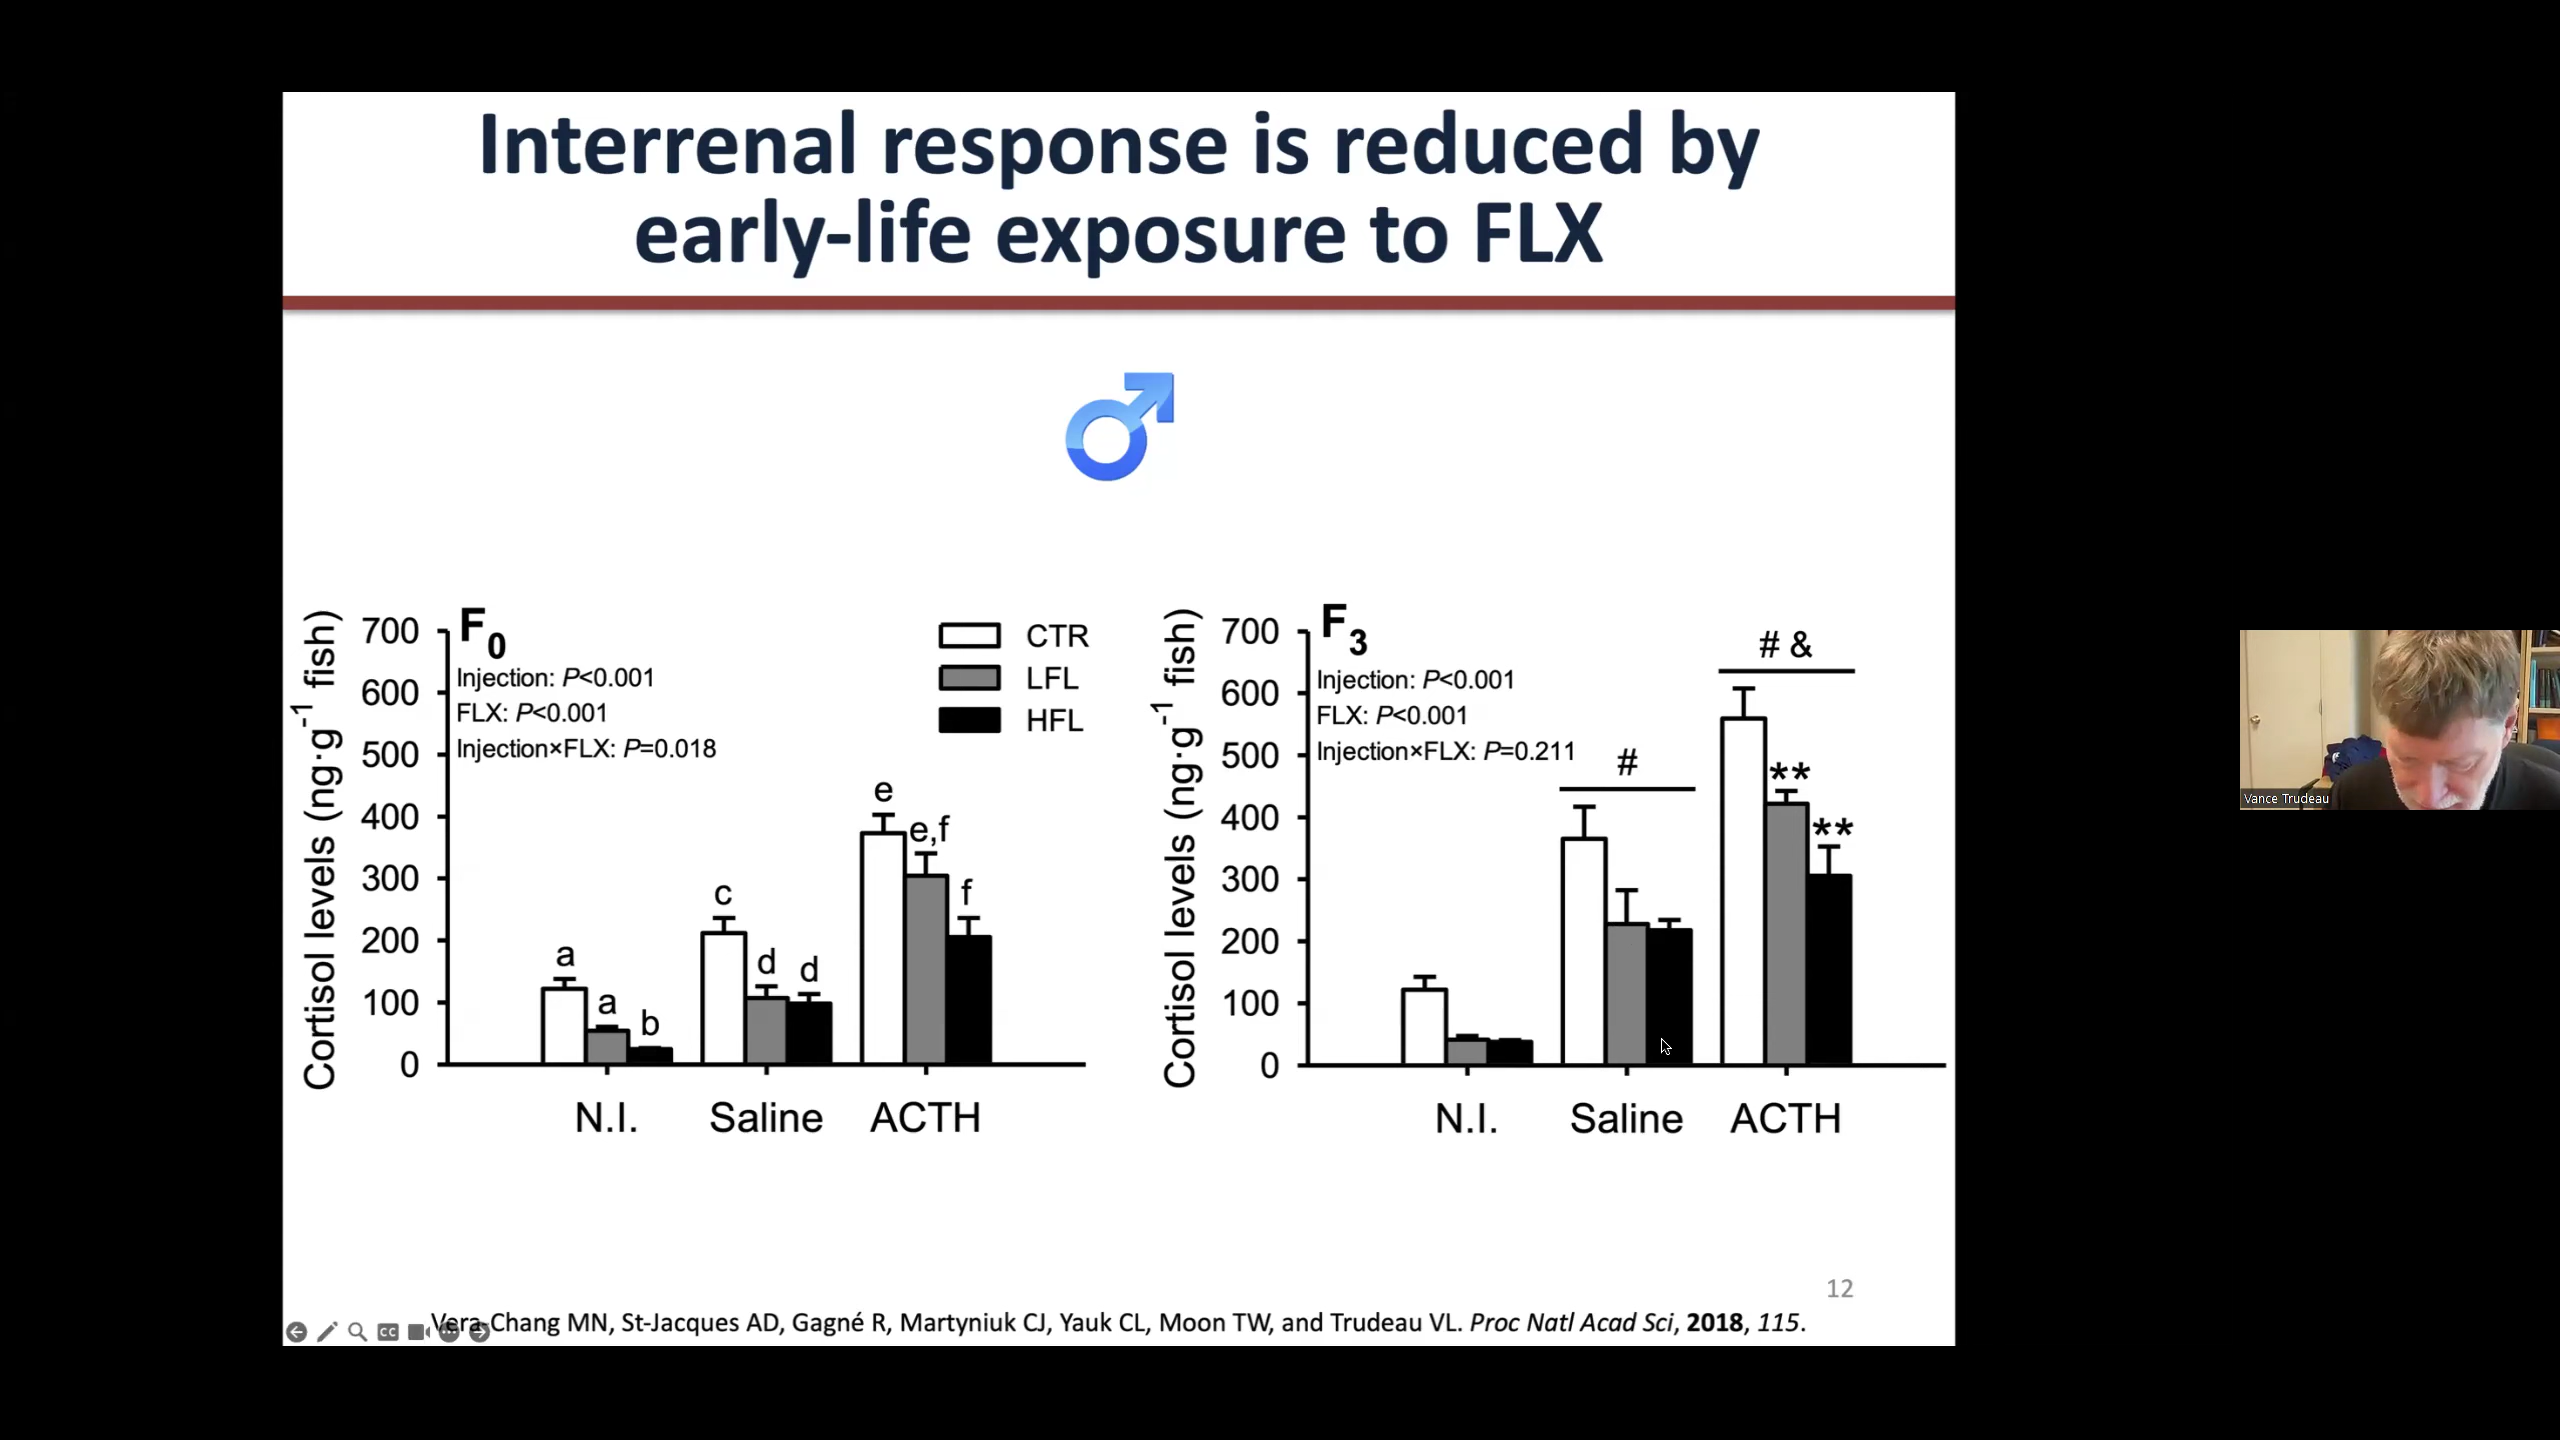 Interrenal response is reduced by
early-life exposure to FLX
Cortisol levels (ng·g-1 fish)
700
600
500
400
300
200
100
0
F0
Injection: P<0.001
FLX: P<0.001
Injection×FLX: P=0.018
CTR
LFL
HFL
a
a
b
c
d
d
e
e,f
f
N.I.
Saline
ACTH
Cortisol levels (ng·g-1 fish)
700
600
500
400
300
200
100
0
F3
Injection: P<0.001
FLX: P<0.001
Injection×FLX: P=0.211
#
# &
**
**
N.I.
Saline
ACTH
Vance Trudeau
12
CC
Vera-Chang MN, St-Jacques AD, Gagné R, Martyniuk CJ, Yauk CL, Moon TW, and Trudeau VL. Proc Natl Acad Sci, 2018, 115.